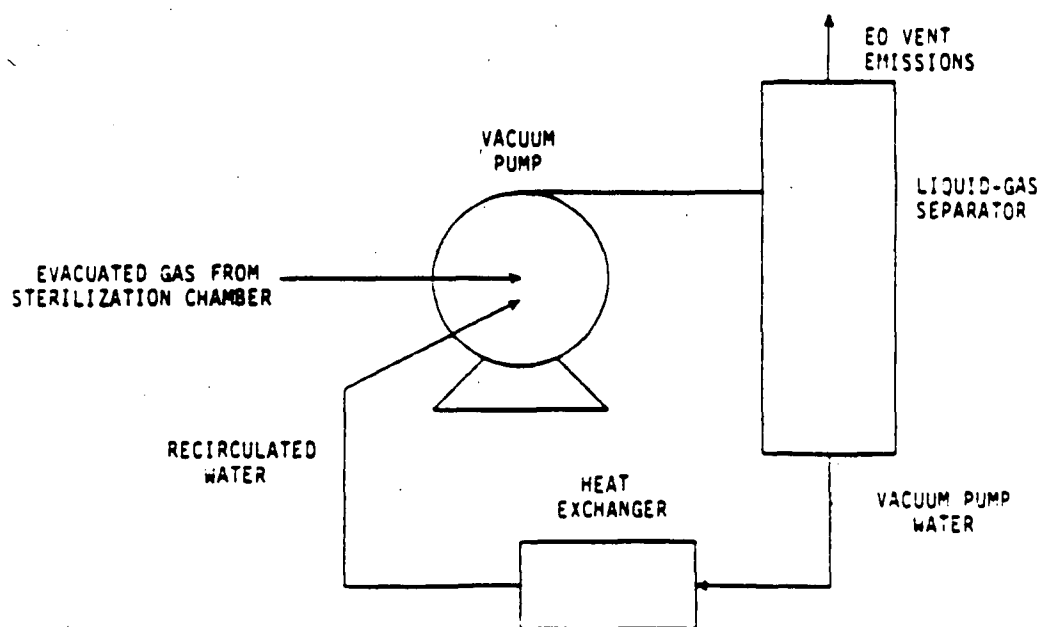 EO VENT
EMISSIONS
VACUUM
PUMP
LIQUID-GAS
SEPARATOR
EVACUATED GAS FROM
STERILIZATION CHAMBER
RECIRCULATED
WATER
HEAT
EXCHANGER
VACUUM PUMP
WATER